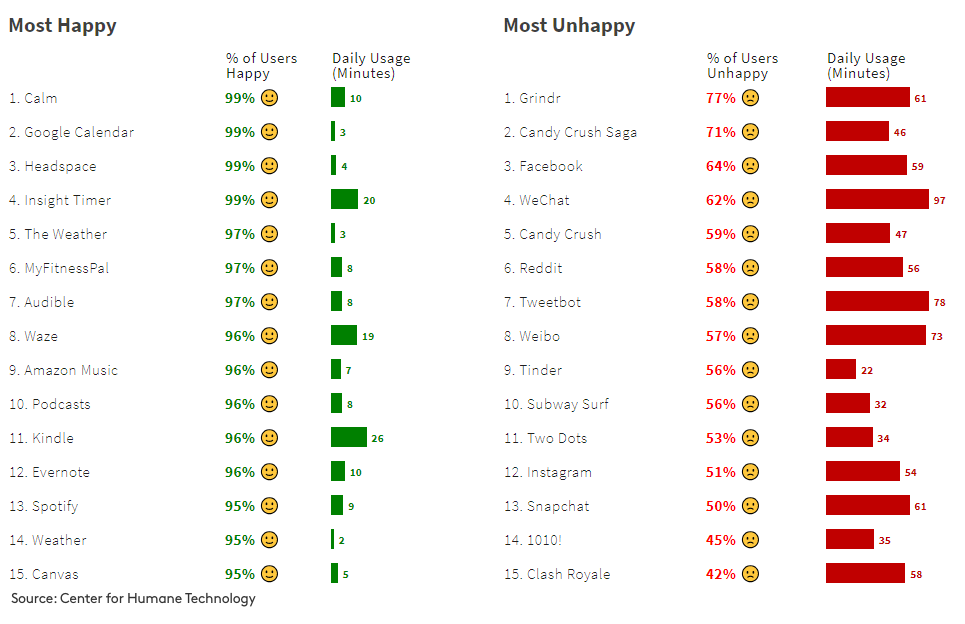 Most Happy
% of Users Happy
Daily Usage (Minutes)
1. Calm 99% 10
2. Google Calendar 99% 3
3. Headspace 99% 4
4. Insight Timer 99% 20
5. The Weather 97% 3
6. MyFitnessPal 97% 8
7. Audible 97% 8
8. Waze 96% 19
9. Amazon Music 96% 7
10. Podcasts 96% 8
11. Kindle 96% 26
12. Evernote 96% 10
13. Spotify 95% 9
14. Weather 95% 2
15. Canvas 95% 5
Most Unhappy
% of Users Unhappy
Daily Usage (Minutes)
1. Grindr 77% 61
2. Candy Crush Saga 71% 46
3. Facebook 64% 59
4. WeChat 62% 97
5. Candy Crush 59% 47
6. Reddit 58% 56
7. Tweetbot 58% 78
8. Weibo 57% 73
9. Tinder 56% 22
10. Subway Surf 56% 32
11. Two Dots 53% 34
12. Instagram 51% 54
13. Snapchat 50% 61
14. 1010! 45% 35
15. Clash Royale 42% 58
Source: Center for Humane Technology